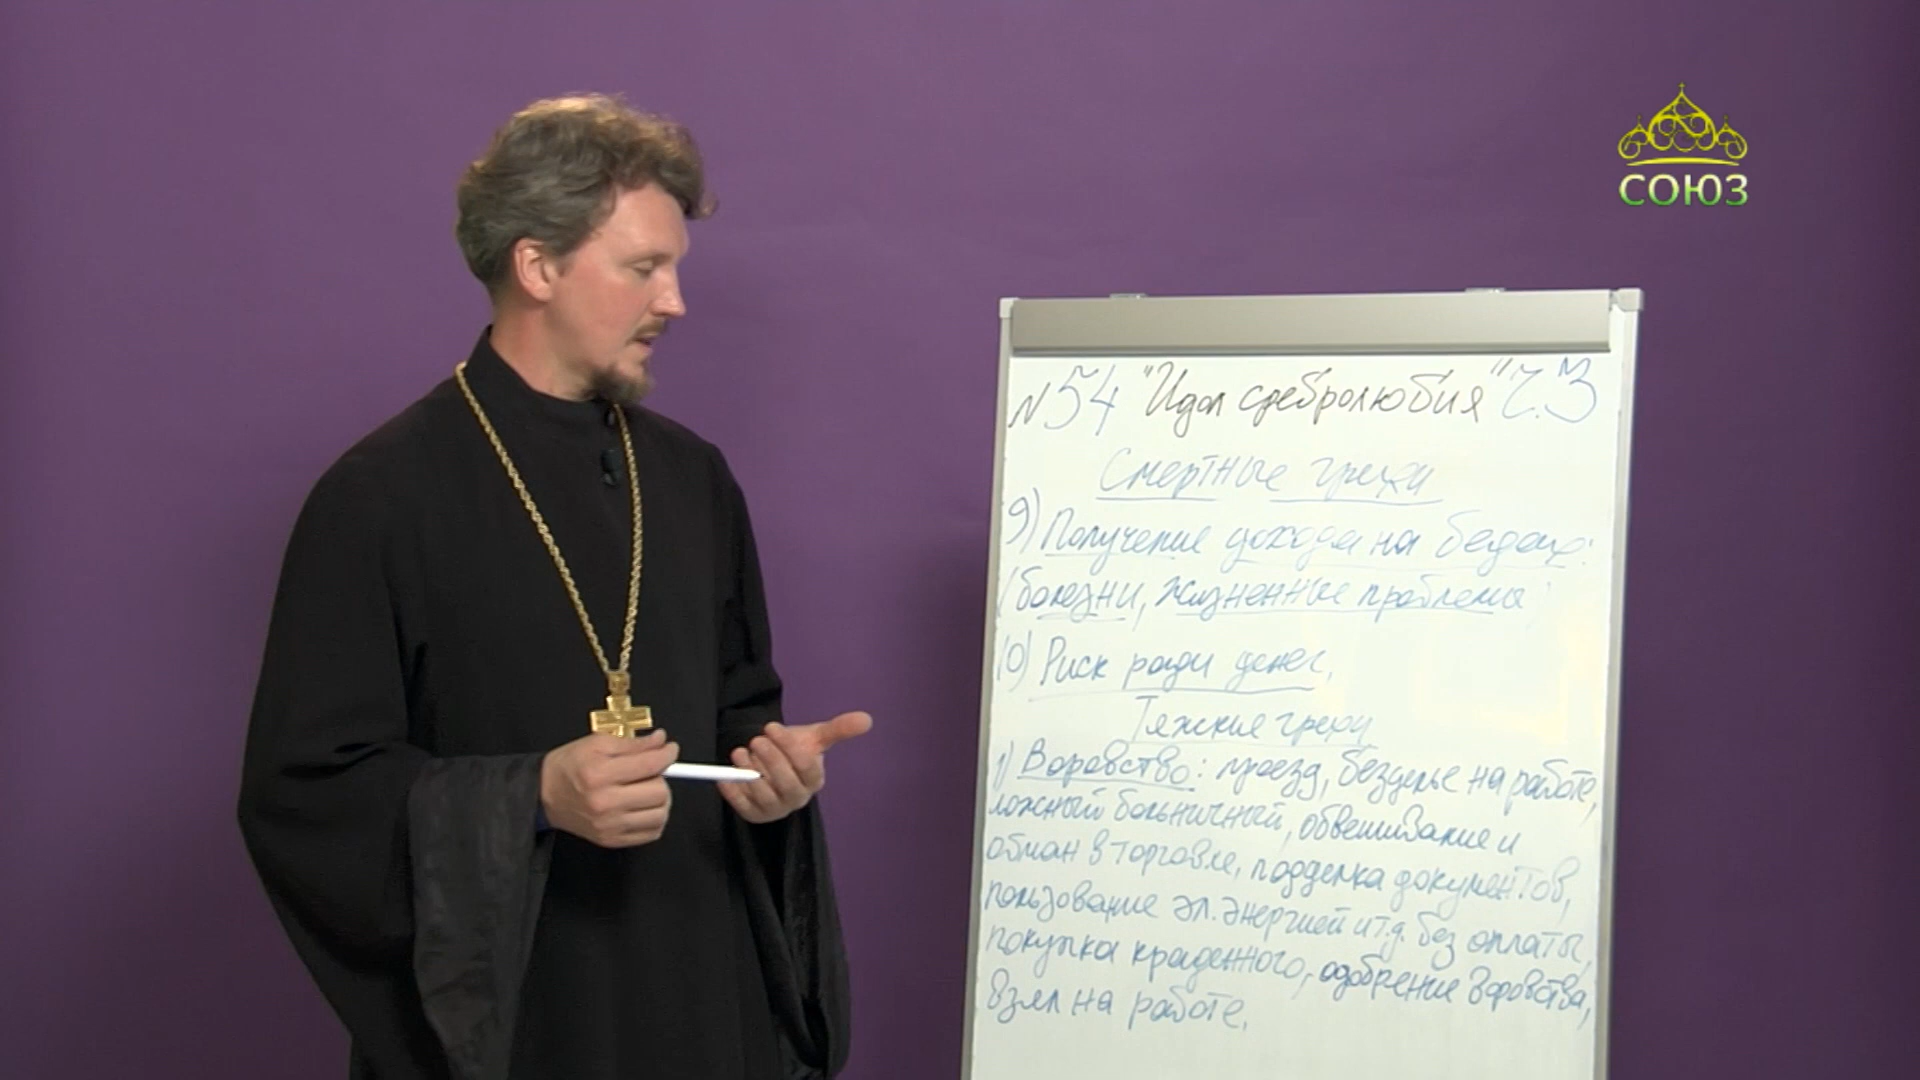 СОЮЗ
N54 "Идол сребролюбия" Ч.3
Смертные грехи
9) Получение дохода на бедах:
(болезни, жизненные проблемы)
10) Риск ради денег.
Тяжкие грехи
1) Воровство: проезд, безделье на работе,
ложный больничный, обвешивание и
обман в торговле, подделка документов,
пользование эл. энергией и т.д. без оплаты,
покупка краденного, одобрение воровства,
взял на работе.